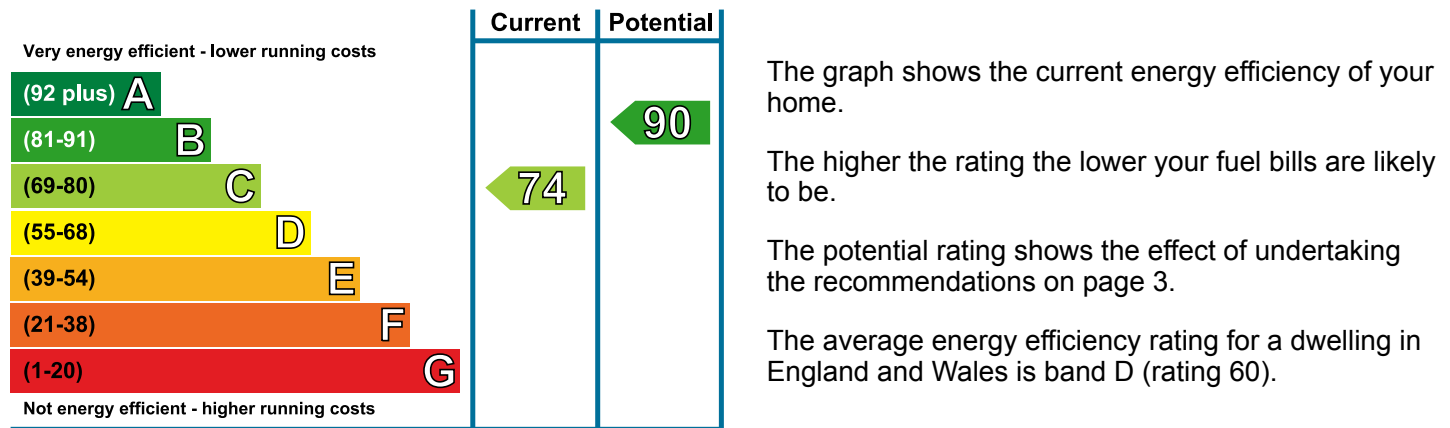 Current Potential
Very energy efficient - lower running costs
(92 plus) A
(81-91) B
(69-80) C
(55-68) D
(39-54) E
(21-38) F
(1-20) G
Not energy efficient - higher running costs
74
90
The graph shows the current energy efficiency of your
home.
The higher the rating the lower your fuel bills are likely
to be.
The potential rating shows the effect of undertaking
the recommendations on page 3.
The average energy efficiency rating for a dwelling in
England and Wales is band D (rating 60).